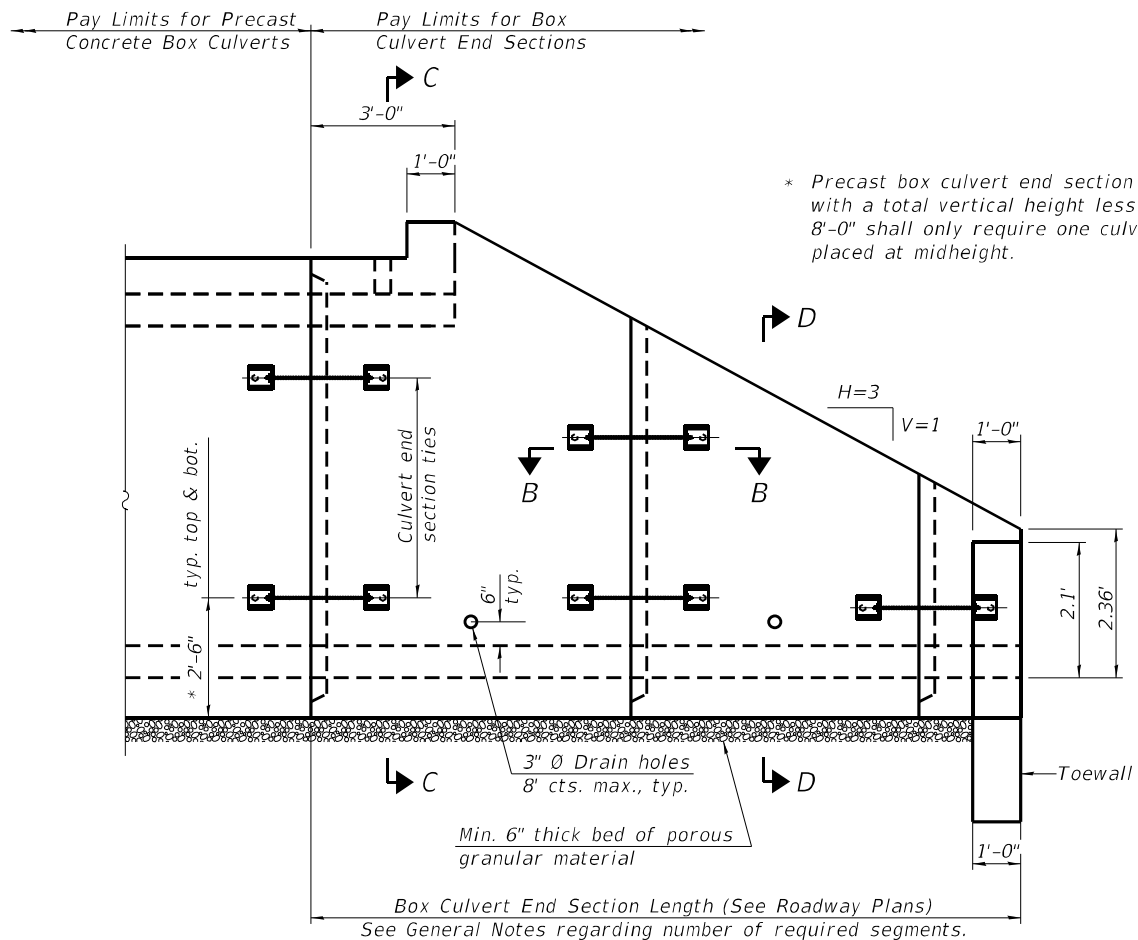 Pay Limits for Precast
Concrete Box Culverts
Pay Limits for Box
Culvert End Sections
C
3'-0"
1'-0"
* Precast box culvert end section
with a total vertical height less
8'-0" shall only require one culv
placed at midheight.
D
H=3
V=1
1'-0"
typ. top & bot.
Culvert end
section ties
B
B
6"
typ.
2.1'
2.36'
* 2'-6"
3" Ø Drain holes
8' cts. max., typ.
C
D
Toewall
Min. 6" thick bed of porous
granular material
1'-0"
Box Culvert End Section Length (See Roadway Plans)
See General Notes regarding number of required segments.